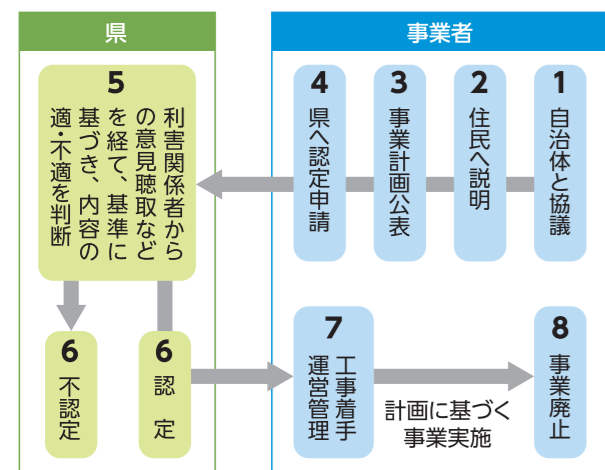 県
事業者
1
自治体と協議
2
住民へ説明
3
事業計画公表
4
県へ認定申請
5
利害関係者から
の意見聴取など
を経て、基準に
基づき、内容の
適・不適を判断
6
認 定
6
不認定
7
工事着手
運営管理
計画に基づく
事業実施
8
事業廃止